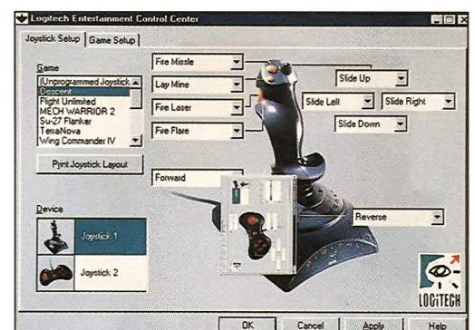 Logitech Entertainment Control Center
Joystick Setup
Game Setup
Game
(Unprogrammed Joystick
Descent
Flight Unlimited
MECH WARRIOR 2
Su-27 Flanker
TerraNova
Wing Commander IV
Print Joystick Layout
Device
Joystick 1
Joystick 2
Fire Missle
Lay Mine
Fire Laser
Fire Flare
Forward
Slide Up
Slide Left
Slide Right
Slide Down
Reverse
DIGITAL
LOGITECH
OK
Cancel
Apply
Help